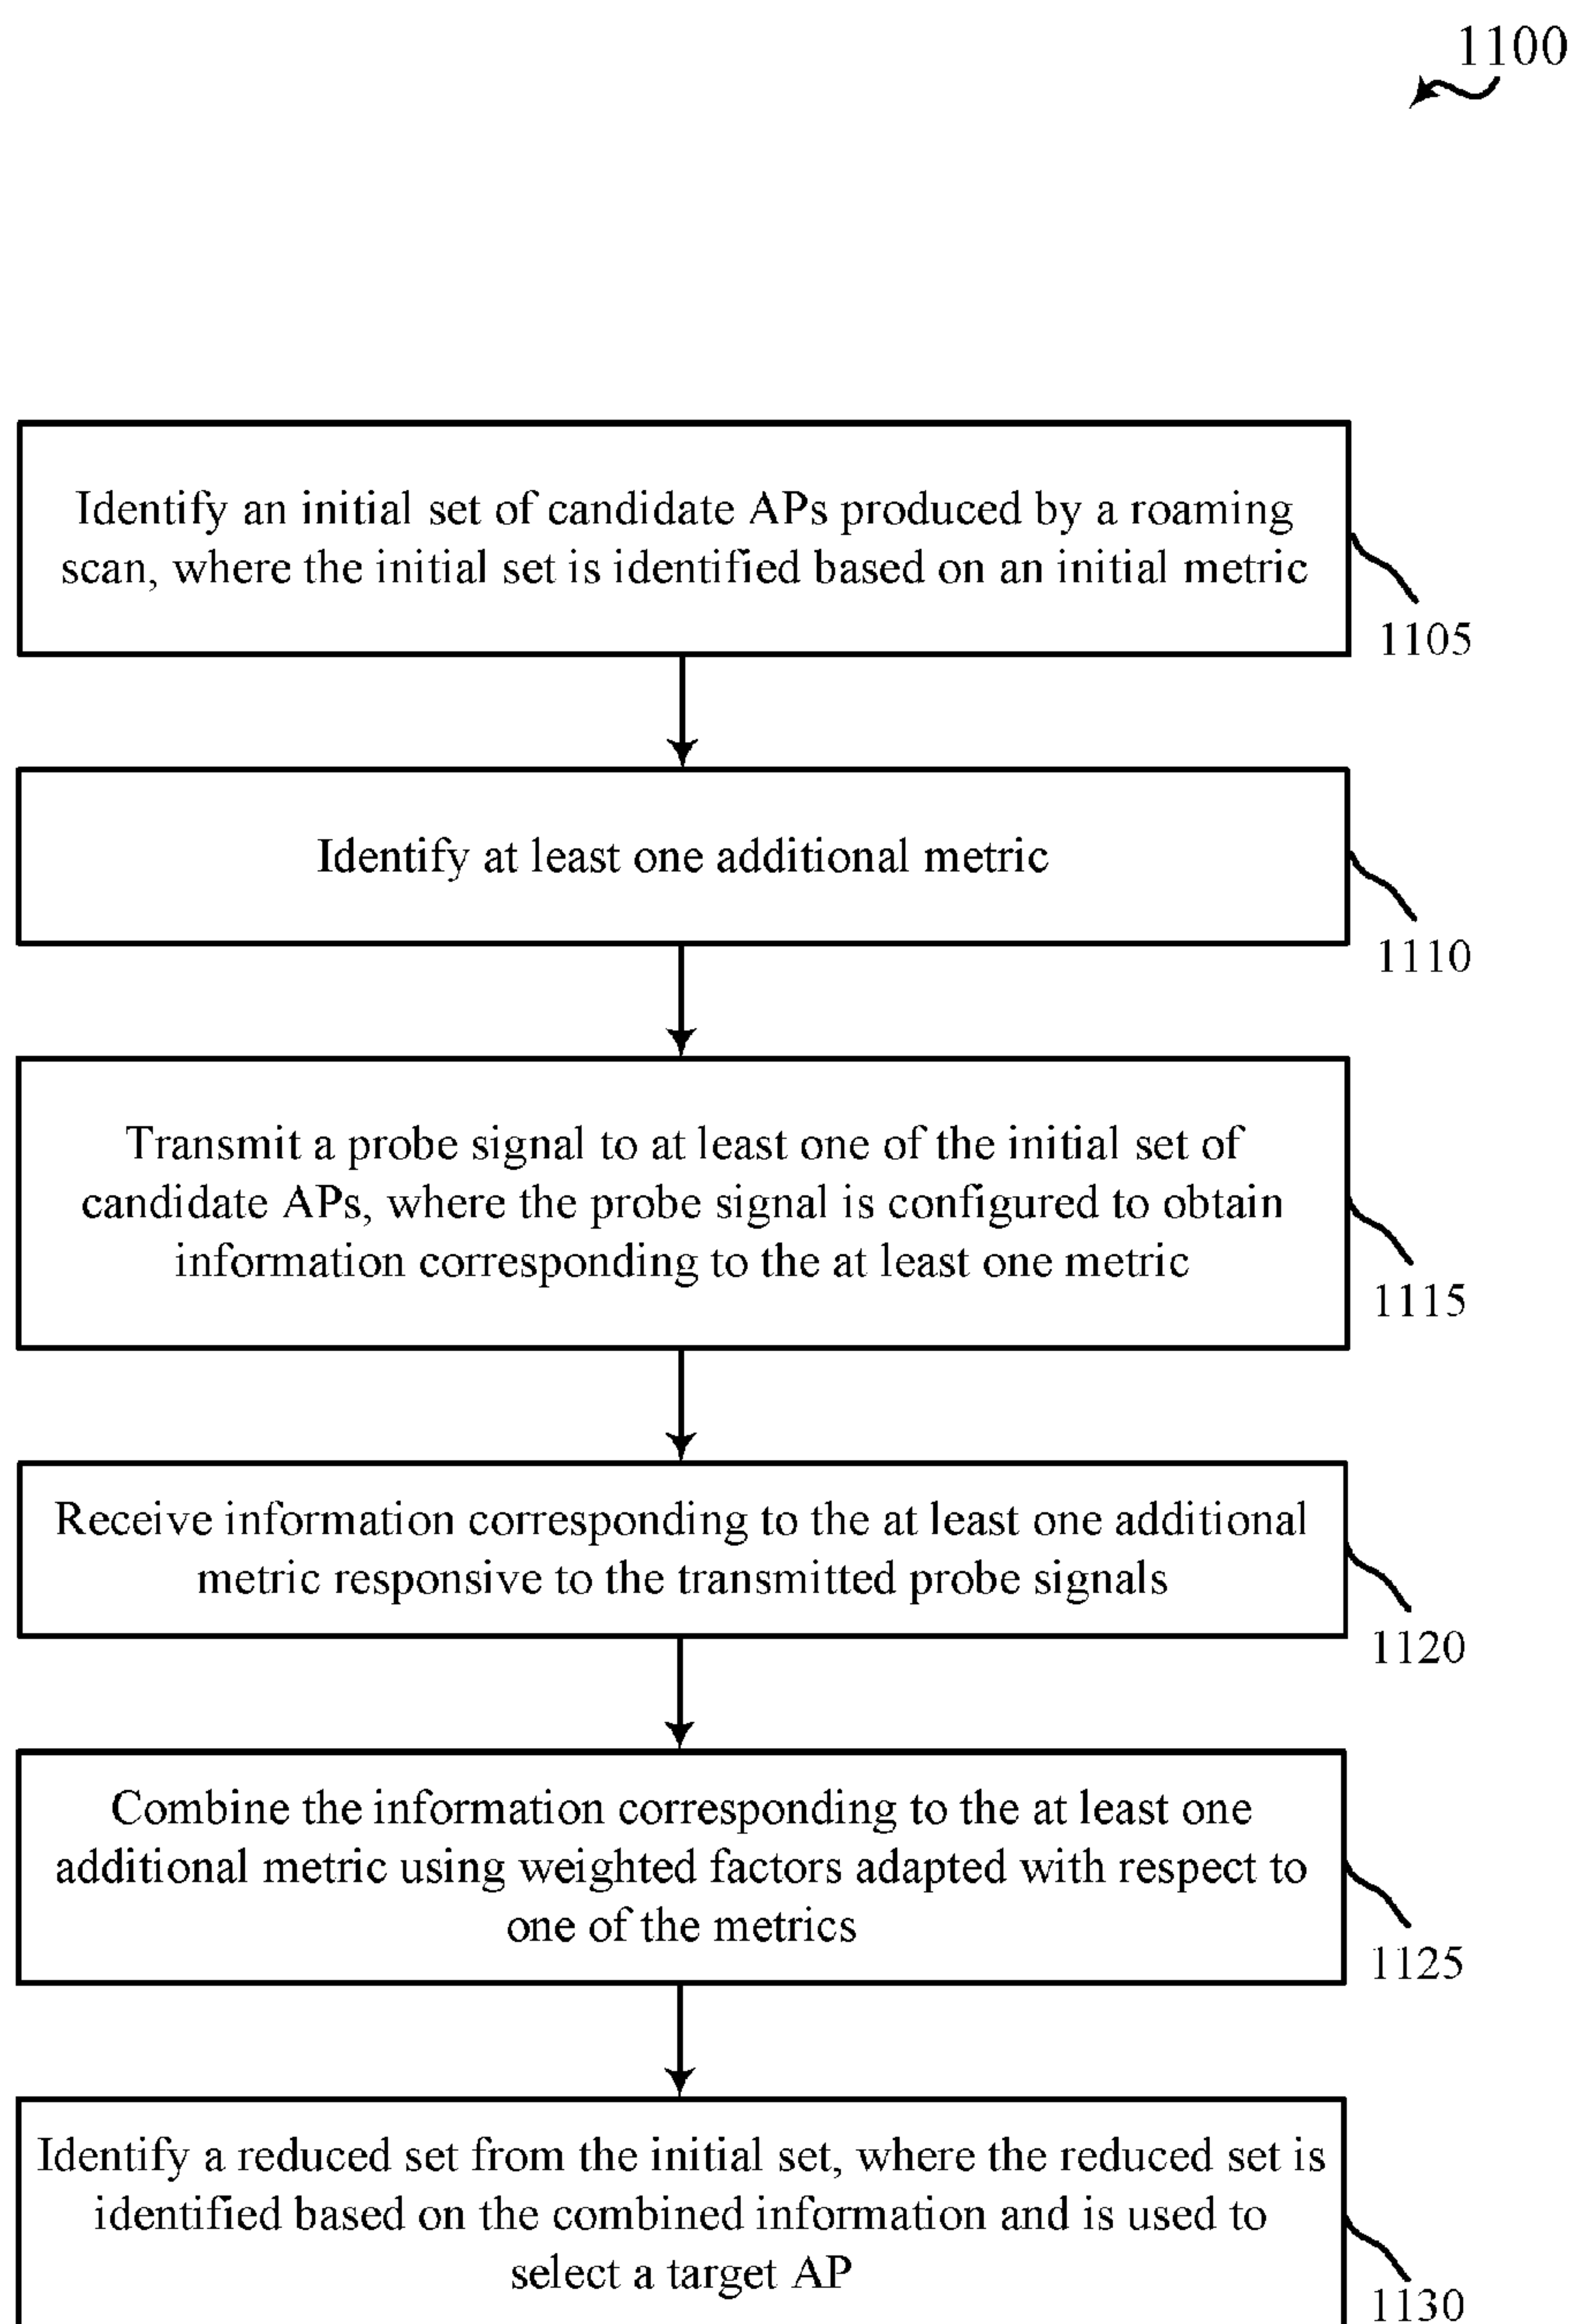 1100
Identify an initial set of candidate APs produced by a roaming
scan, where the initial set is identified based on an initial metric
1105
Identify at least one additional metric
1110
Transmit a probe signal to at least one of the initial set of
candidate APs, where the probe signal is configured to obtain
information corresponding to the at least one metric
1115
Receive information corresponding to the at least one additional
metric responsive to the transmitted probe signals
1120
Combine the information corresponding to the at least one
additional metric using weighted factors adapted with respect to
one of the metrics
1125
Identify a reduced set from the initial set, where the reduced set is
identified based on the combined information and is used to
select a target AP
1130